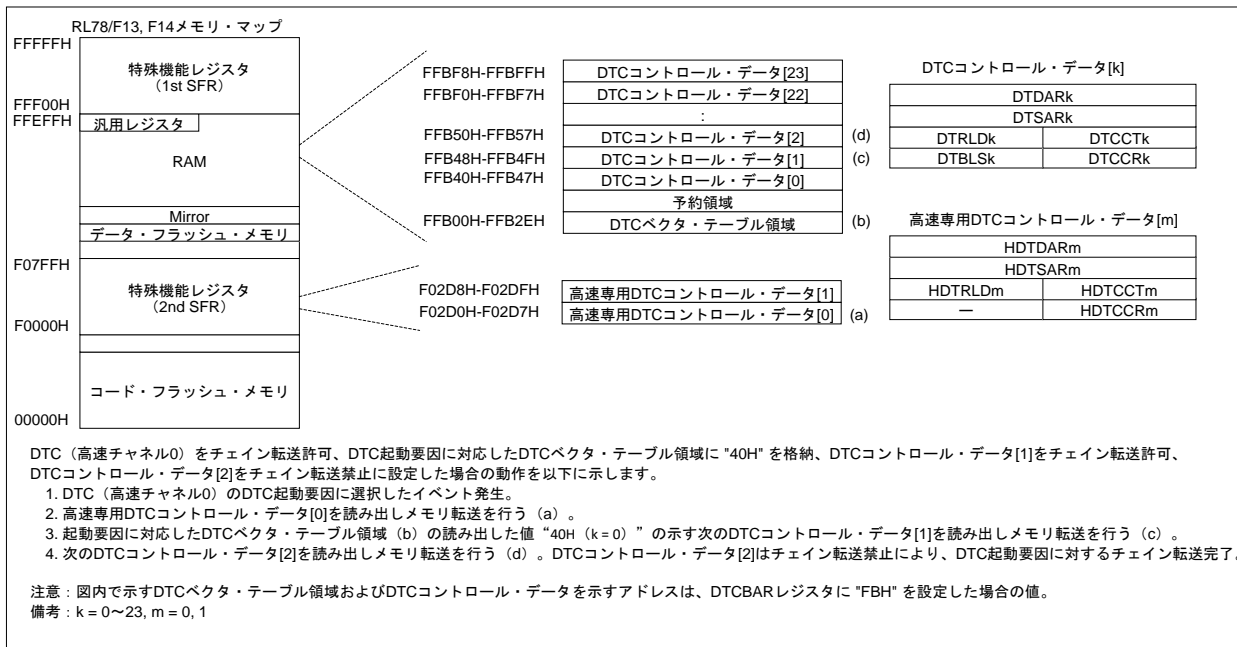 RL78/F13, F14メモリ・マップ
FFFFFH
特殊機能レジスタ
(1st SFR)
FFF00H
FFEFFH
汎用レジスタ
RAM
Mirror
データ・フラッシュ・メモリ
F07FFH
特殊機能レジスタ
(2nd SFR)
F0000H
コード・フラッシュ・メモリ
00000H
FFBF8H-FFBFFH DTCコントロール・データ[23]
FFBF0H-FFBF7H DTCコントロール・データ[22]
:
FFB50H-FFB57H DTCコントロール・データ[2] (d)
FFB48H-FFB4FH DTCコントロール・データ[1] (c)
FFB40H-FFB47H DTCコントロール・データ[0]
予約領域
FFB00H-FFB2EH DTCベクタ・テーブル領域 (b)
F02D8H-F02DFH 高速専用DTCコントロール・データ[1]
F02D0H-F02D7H 高速専用DTCコントロール・データ[0] (a)
DTCコントロール・データ[k]
DTDARk
DTSARk
DTRLDk DTCCTk
DTBLSk DTCCRk
高速専用DTCコントロール・データ[m]
HDTDARm
HDTSARm
HDTRLDm HDTCCTm
ー HDTCCRm
DTC（高速チャネル0）をチェイン転送許可、DTC起動要因に対応したDTCベクタ・テーブル領域に "40H" を格納、DTCコントロール・データ[1]をチェイン転送許可、
DTCコントロール・データ[2]をチェイン転送禁止に設定した場合の動作を以下に示します。
1. DTC（高速チャネル0）のDTC起動要因に選択したイベント発生。
2. 高速専用DTCコントロール・データ[0]を読み出しメモリ転送を行う（a）。
3. 起動要因に対応したDTCベクタ・テーブル領域（b）の読み出した値 “40H（k = 0）” の示す次のDTCコントロール・データ[1]を読み出しメモリ転送を行う（c）。
4. 次のDTCコントロール・データ[2]を読み出しメモリ転送を行う（d）。DTCコントロール・データ[2]はチェイン転送禁止により、DTC起動要因に対するチェイン転送完了。
注意：図内で示すDTCベクタ・テーブル領域およびDTCコントロール・データを示すアドレスは、DTCBARレジスタに "FBH" を設定した場合の値。
備考：k = 0～23, m = 0, 1